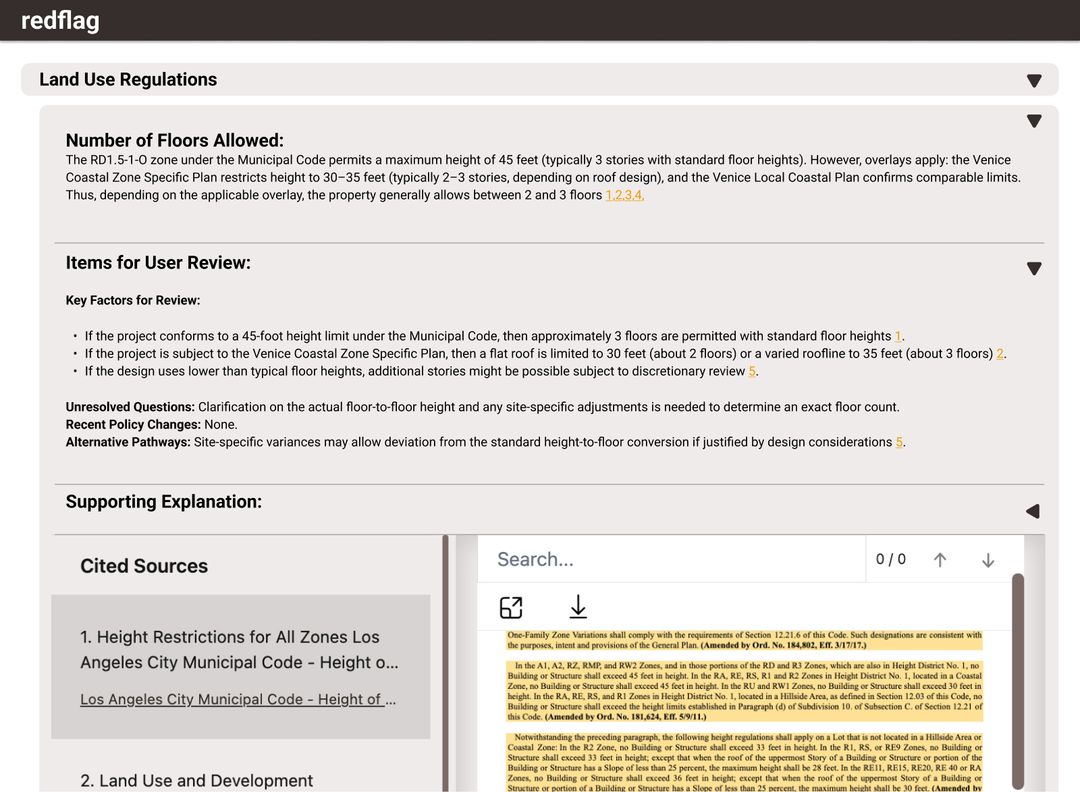 redflag
Land Use Regulations
Number of Floors Allowed:
The RD1.5-1-O zone under the Municipal Code permits a maximum height of 45 feet (typically 3 stories with standard floor heights). However, overlays apply: the Venice
Coastal Zone Specific Plan restricts height to 30–35 feet (typically 2–3 stories, depending on roof design), and the Venice Local Coastal Plan confirms comparable limits.
Thus, depending on the applicable overlay, the property generally allows between 2 and 3 floors 1,2,3,4,
Items for User Review:
Key Factors for Review:
• If the project conforms to a 45-foot height limit under the Municipal Code, then approximately 3 floors are permitted with standard floor heights 1.
• If the project is subject to the Venice Coastal Zone Specific Plan, then a flat roof is limited to 30 feet (about 2 floors) or a varied roofline to 35 feet (about 3 floors) 2.
• If the design uses lower than typical floor heights, additional stories might be possible subject to discretionary review 5.
Unresolved Questions: Clarification on the actual floor-to-floor height and any site-specific adjustments is needed to determine an exact floor count.
Recent Policy Changes: None.
Alternative Pathways: Site-specific variances may allow deviation from the standard height-to-floor conversion if justified by design considerations 5.
Supporting Explanation:
Cited Sources
1. Height Restrictions for All Zones Los
Angeles City Municipal Code - Height o...
Los Angeles City Municipal Code - Height of ...
2. Land Use and Development
Search...
0 / 0
One-Family Zone Variations shall comply with the requirements of Section 12.21.6 of this Code. Such designations are consistent with
the purposes, intent and provisions of the General Plan. (Amended by Ord. No. 184,802, Eff. 3/17/17.)
In the A1, A2, RZ, RMP, and RW2 Zones, and in those portions of the RD and R3 Zones, which are also in Height District No. 1, no
Building or Structure shall exceed 45 feet in height. In the RA, RE, RS, R1 and R2 Zones in Height District No. 1, located in a Coastal
Zone, no Building or Structure shall exceed 45 feet in height. In the RU and RW1 Zones, no Building or Structure shall exceed 30 feet in
height. In the RA, RE, RS, and R1 Zones in Height District No. 1, located in a Hillside Area, as defined in Section 12.03 of this Code, no
Building or Structure shall exceed the height limits established in Paragraph (d) of Subdivision 10. of Subsection C. of Section 12.21 of
this Code. (Amended by Ord. No. 181,624, Eff. 5/9/11.)
Notwithstanding the preceding paragraph, the following height regulations shall apply on a Lot that is not located in a Hillside Area or
Coastal Zone: In the R2 Zone, no Building or Structure shall exceed 33 feet in height. In the R1, RS, or RE9 Zones, no Building or
Structure shall exceed 33 feet in height; except that when the roof of the uppermost Story of a Building or Structure or portion of the
Building or Structure has a Slope of less than 25 percent, the maximum height shall be 28 feet. In the RE11, RE15, RE20, RE 40 or RA
Zones, no Building or Structure shall exceed 36 feet in height; except that when the roof of the uppermost Story of a Building or
Structure or portion of a Building or Structure has a Slope of less than 25 percent, the maximum height shall be 30 feet. (Amended by